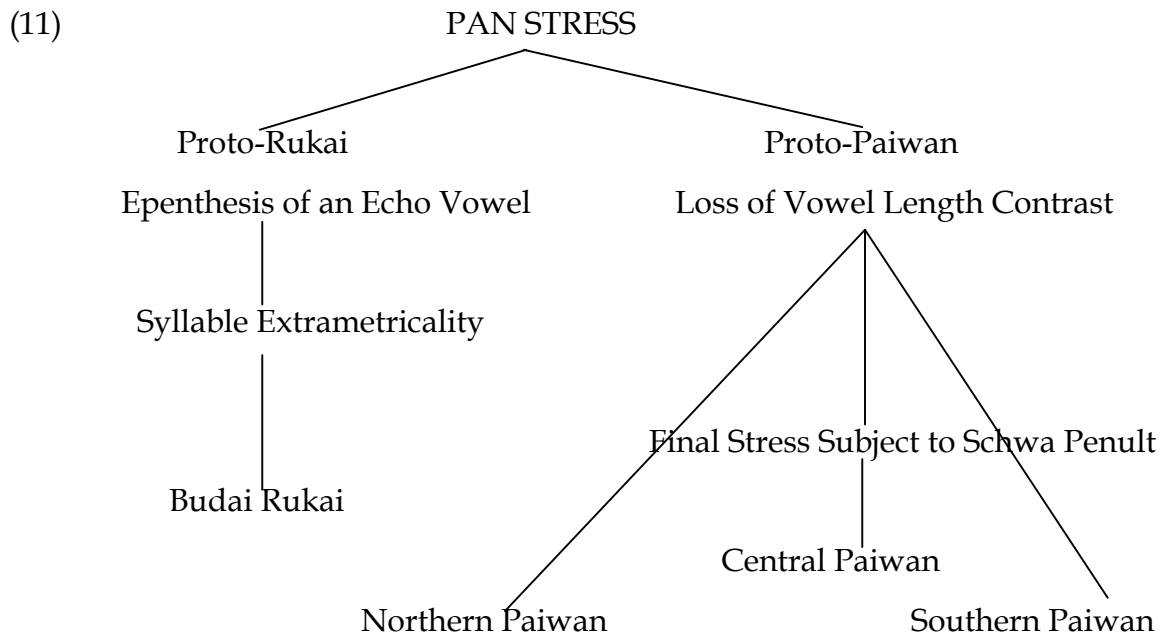 (11) PAN STRESS
Proto-Rukai Proto-Paiwan
Epenthesis of an Echo Vowel Loss of Vowel Length Contrast
Syllable Extrametricality
Final Stress Subject to Schwa Penult
Budai Rukai
Central Paiwan
Northern Paiwan Southern Paiwan